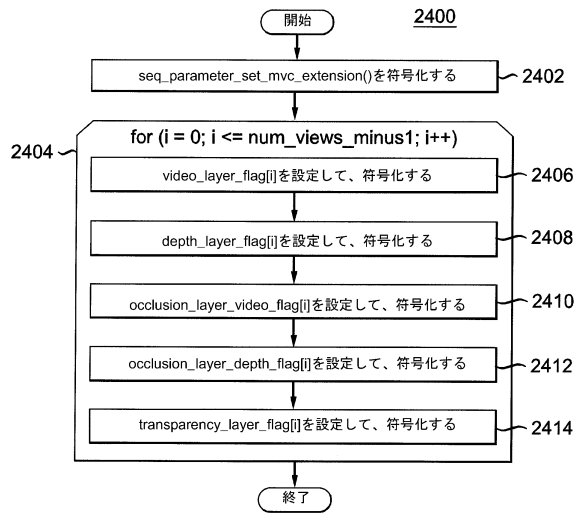 開始
2400
seq_parameter_set_mvc_extension()を符号化する
2402
for (i = 0; i <= num_views_minus1; i++)
2404
video_layer_flag[i]を設定して、符号化する
2406
depth_layer_flag[i]を設定して、符号化する
2408
occlusion_layer_video_flag[i]を設定して、符号化する
2410
occlusion_layer_depth_flag[i]を設定して、符号化する
2412
transparency_layer_flag[i]を設定して、符号化する
2414
終了